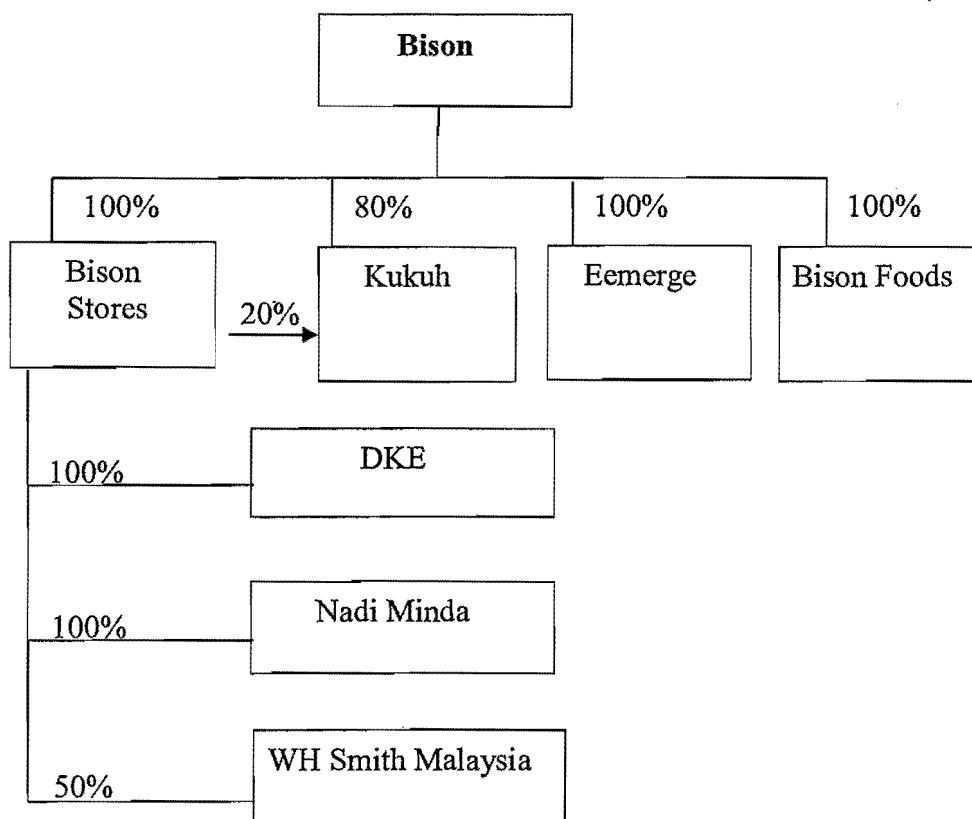 Bison
100%
80%
100%
100%
Bison
Stores
20%
Kukuh
Eemerge
Bison Foods
100%
DKE
100%
Nadi Minda
50%
WH Smith Malaysia